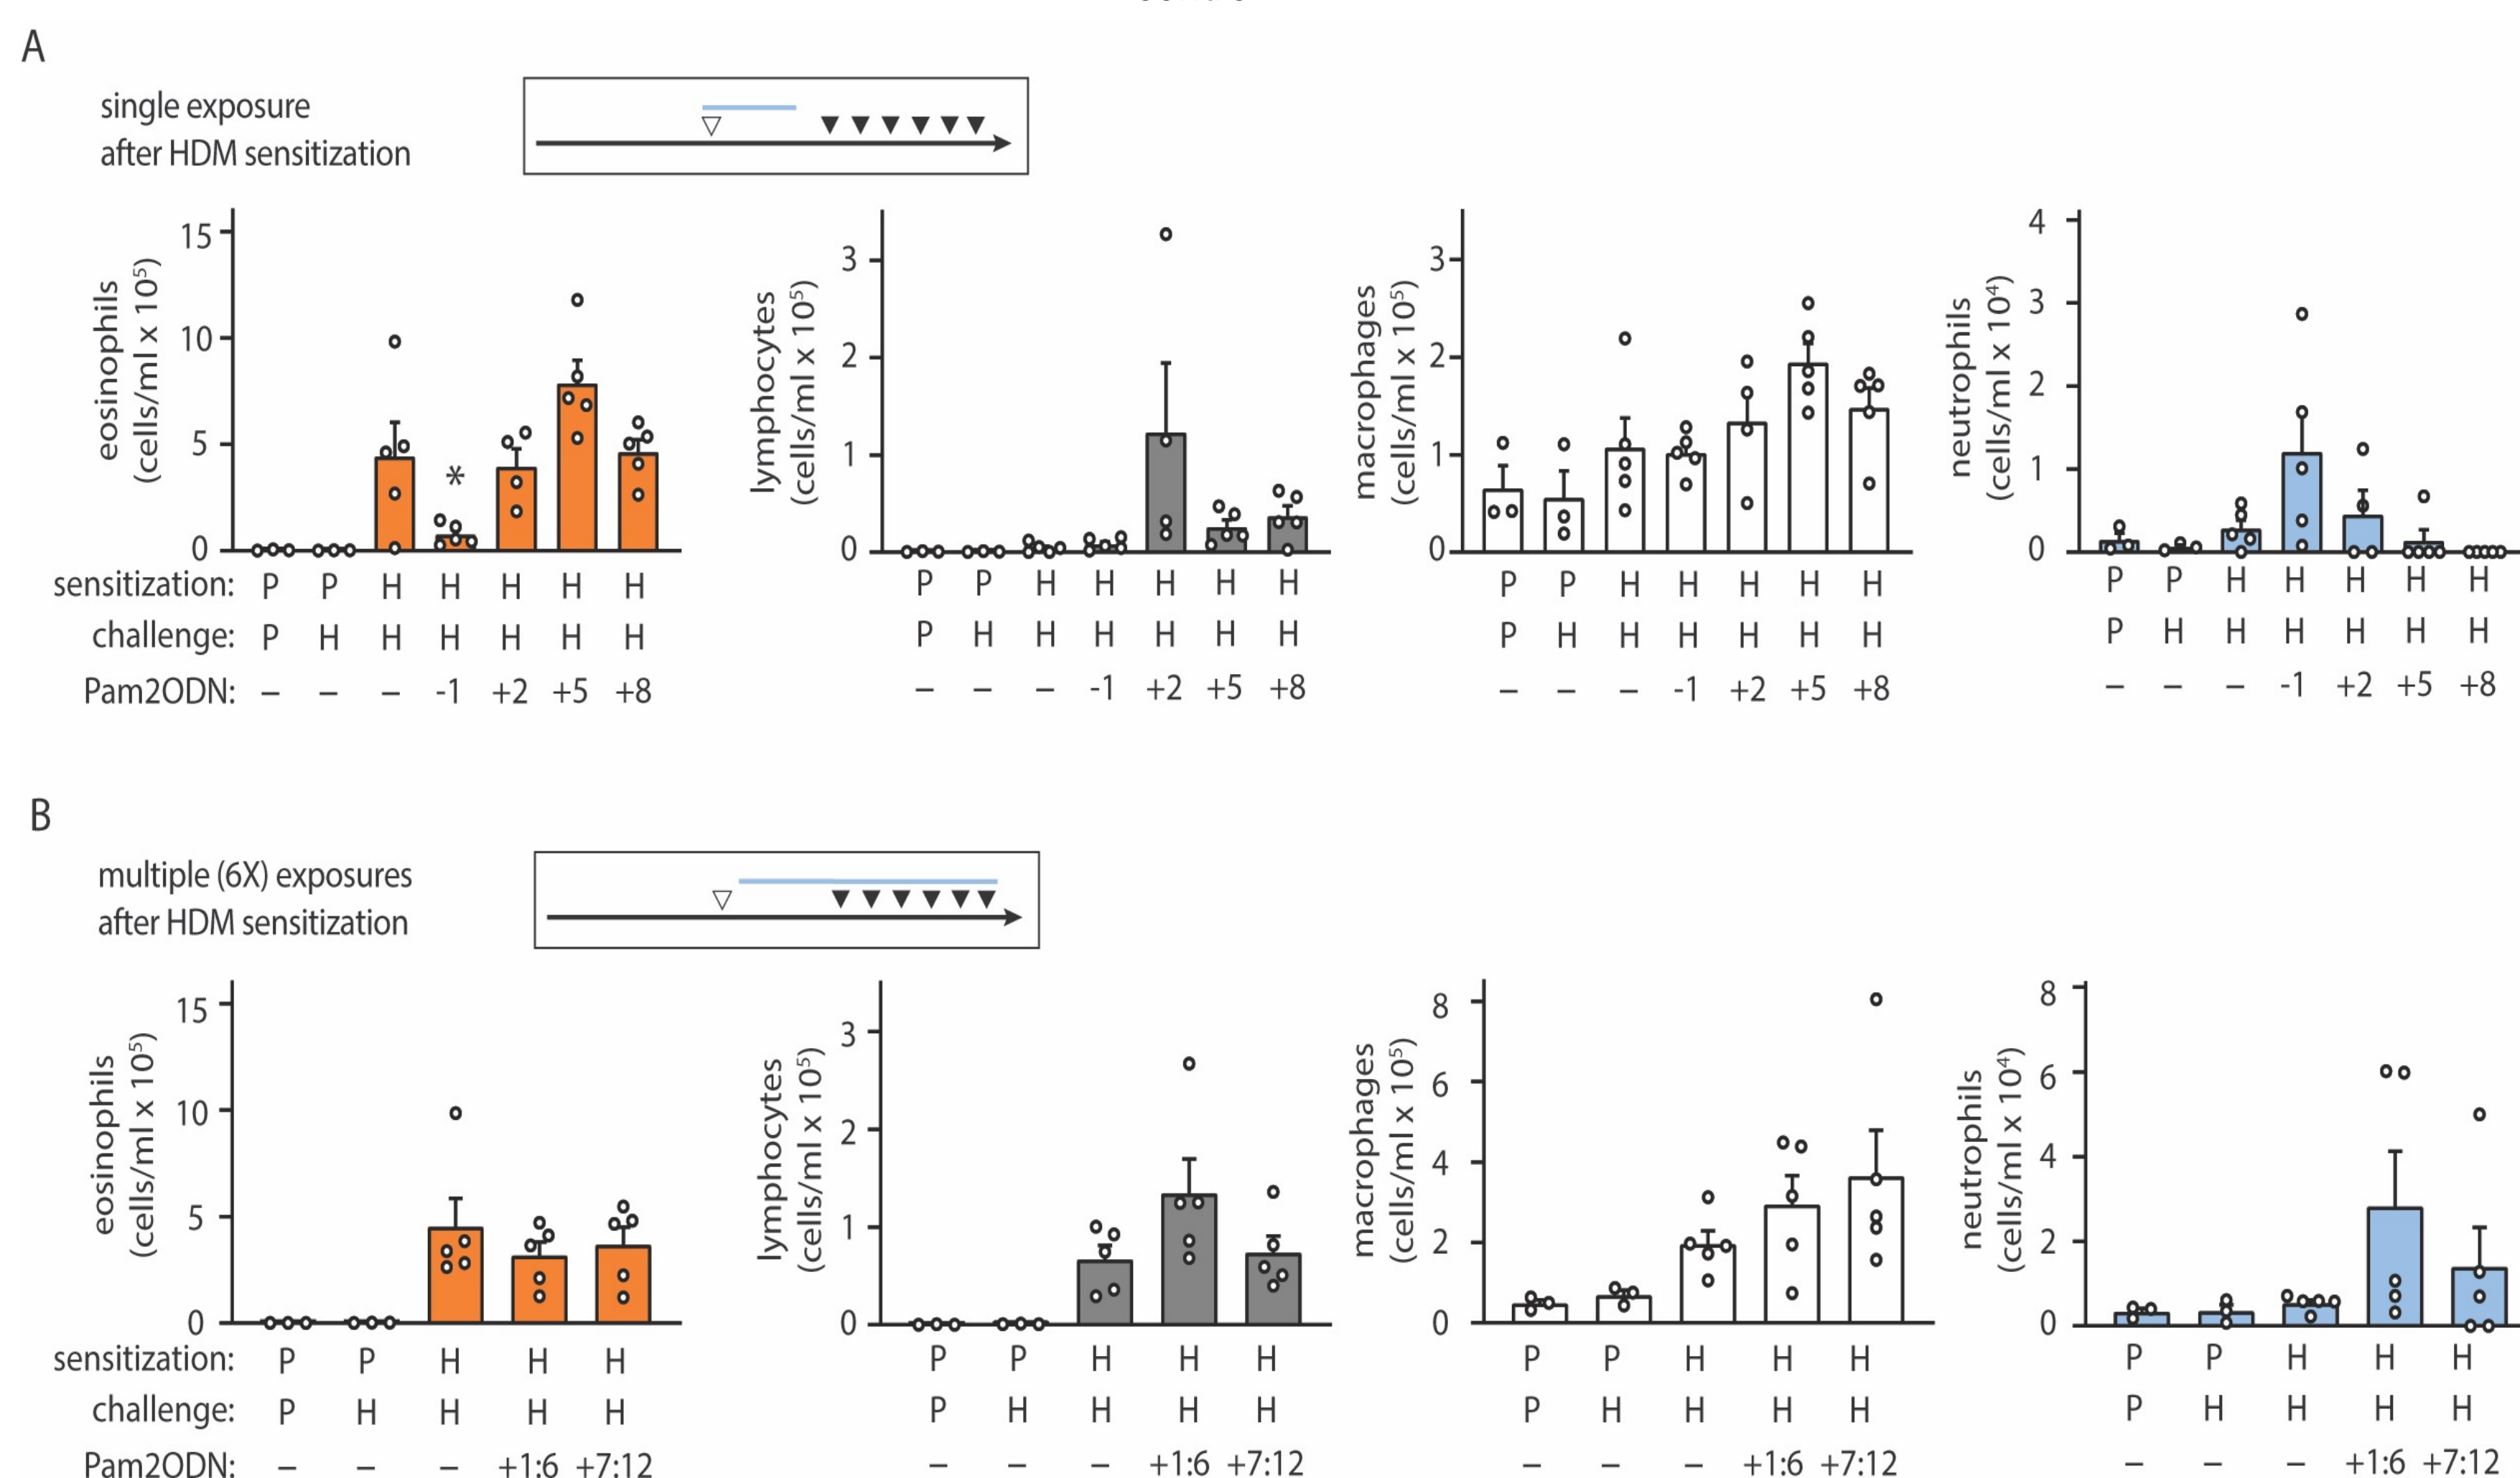 A
single exposure
after HDM sensitization
eosinophils
(cells/ml x 10⁵)
15
10
5
0
sensitization: P P H H H H H
challenge: P H H H H H H
Pam2ODN: – – – -1 +2 +5 +8
*
lymphocytes
(cells/ml x 10⁵)
3
2
1
0
P P H H H H H
P H H H H H H
– – – -1 +2 +5 +8
macrophages
(cells/ml x 10⁵)
3
2
1
0
P P H H H H H
P H H H H H H
– – – -1 +2 +5 +8
neutrophils
(cells/ml x 10⁴)
4
3
2
1
0
P P H H H H H
P H H H H H H
– – – -1 +2 +5 +8
B
multiple (6X) exposures
after HDM sensitization
eosinophils
(cells/ml x 10⁵)
15
10
5
0
sensitization: P P H H H
challenge: P H H H H
Pam2ODN: – – – +1:6 +7:12
lymphocytes
(cells/ml x 10⁵)
3
2
1
0
P P H H H
P H H H H
– – – +1:6 +7:12
macrophages
(cells/ml x 10⁵)
8
6
4
2
0
P P H H H
P H H H H
– – – +1:6 +7:12
neutrophils
(cells/ml x 10⁴)
8
6
4
2
0
P P H H H
P H H H H
– – – +1:6 +7:12